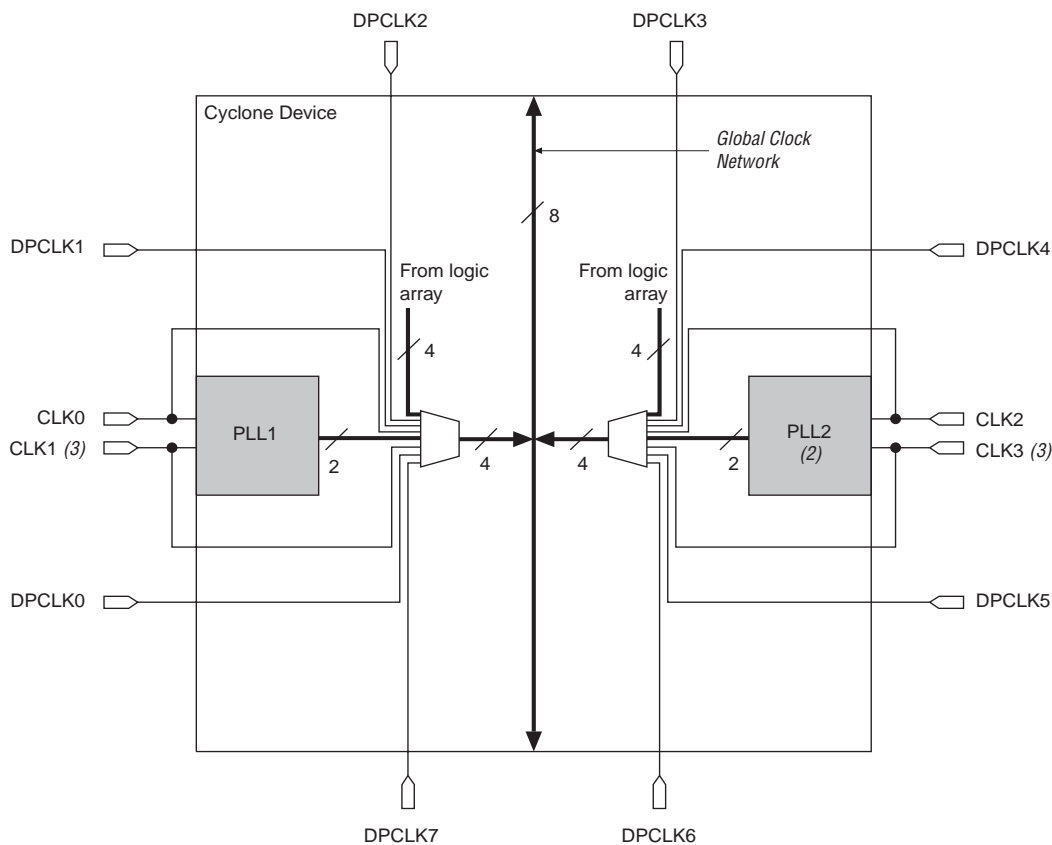 DPCLK2
DPCLK3
Cyclone Device
Global Clock
Network
8
DPCLK1
DPCLK4
From logic
array
From logic
array
4
4
CLK0
CLK2
PLL1
PLL2
(2)
CLK1 (3)
CLK3 (3)
2
4
4
2
DPCLK0
DPCLK5
DPCLK7
DPCLK6